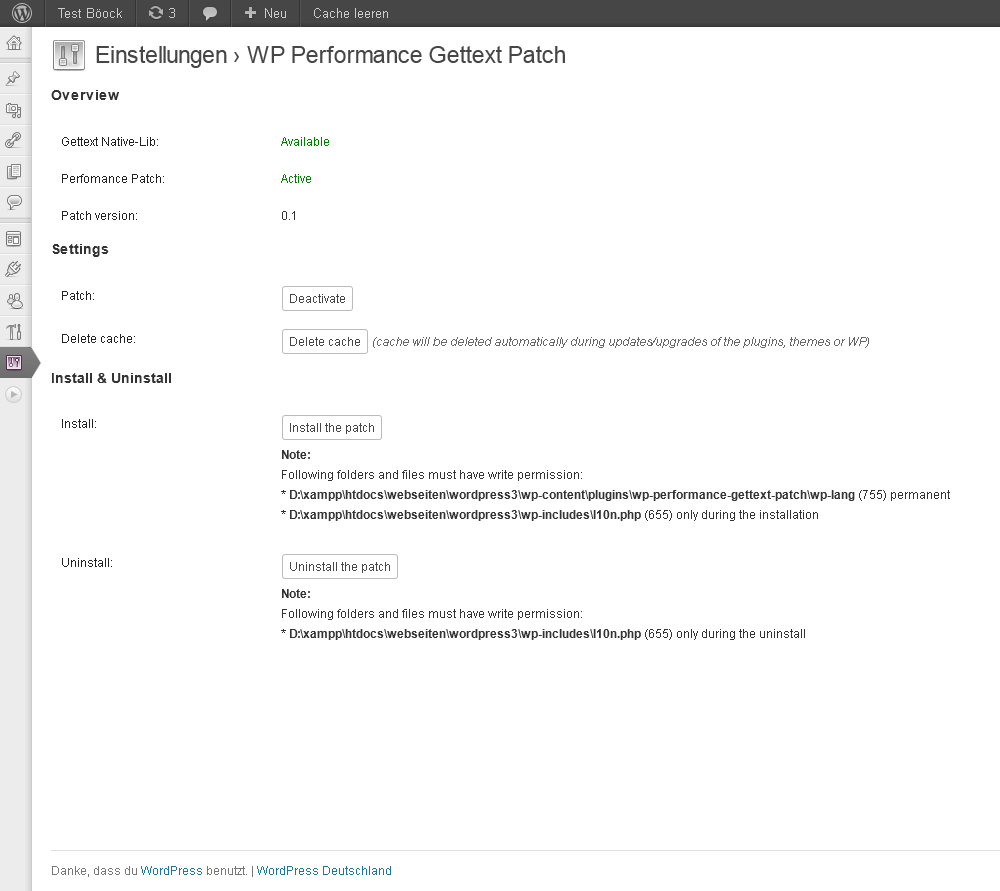 Test Böock 3 Neu Cache leeren
Einstellungen › WP Performance Gettext Patch
Overview
Gettext Native-Lib: Available
Perfomance Patch: Active
Patch version: 0.1
Settings
Patch: Deactivate
Delete cache: Delete cache (cache will be deleted automatically during updates/upgrades of the plugins, themes or WP)
Install & Uninstall
Install: Install the patch
Note:
Following folders and files must have write permission:
* D:\xampp\htdocs\webseiten\wordpress3\wp-content\plugins\wp-performance-gettext-patch\wp-lang (755) permanent
* D:\xampp\htdocs\webseiten\wordpress3\wp-includes\l10n.php (655) only during the installation
Uninstall: Uninstall the patch
Note:
Following folders and files must have write permission:
* D:\xampp\htdocs\webseiten\wordpress3\wp-includes\l10n.php (655) only during the uninstall
Danke, dass du WordPress benutzt. | WordPress Deutschland